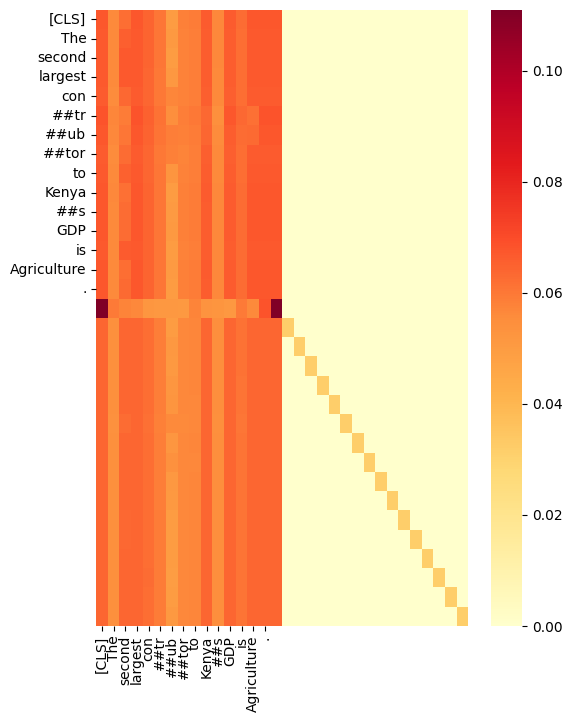 [CLS]
The
second
largest
con
##tr
##ub
##tor
to
Kenya
##s
GDP
is
Agriculture
.
[CLS]
The
second
largest
con
##tr
##ub
##tor
to
Kenya
##s
GDP
is
Agriculture
.
0.10
0.08
0.06
0.04
0.02
0.00